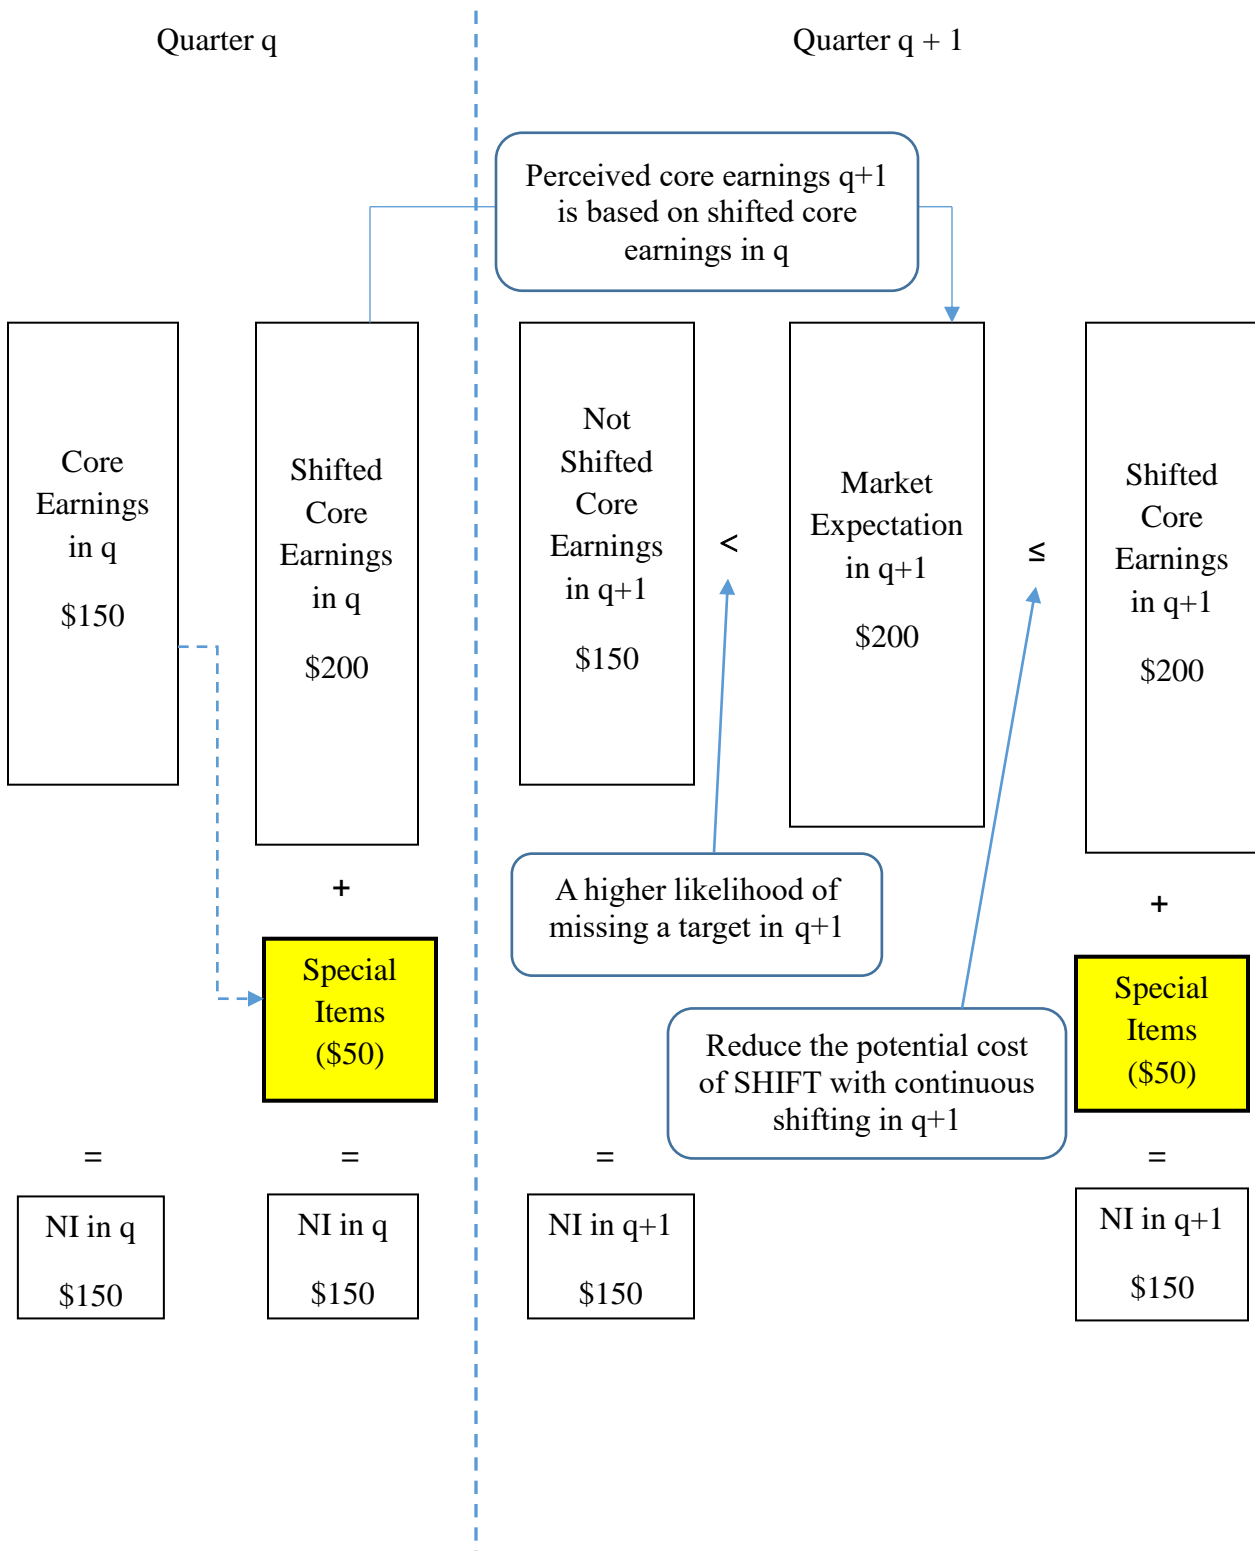 Quarter q
Quarter q + 1
Perceived core earnings q+1
is based on shifted core
earnings in q
Core
Earnings
in q
$150
Shifted
Core
Earnings
in q
$200
Not
Shifted
Core
Earnings
in q+1
$150
<
Market
Expectation
in q+1
$200
≤
Shifted
Core
Earnings
in q+1
$200
+
Special
Items
($50)
A higher likelihood of
missing a target in q+1
Reduce the potential cost
of SHIFT with continuous
shifting in q+1
+
Special
Items
($50)
=
=
=
=
NI in q
$150
NI in q
$150
NI in q+1
$150
NI in q+1
$150